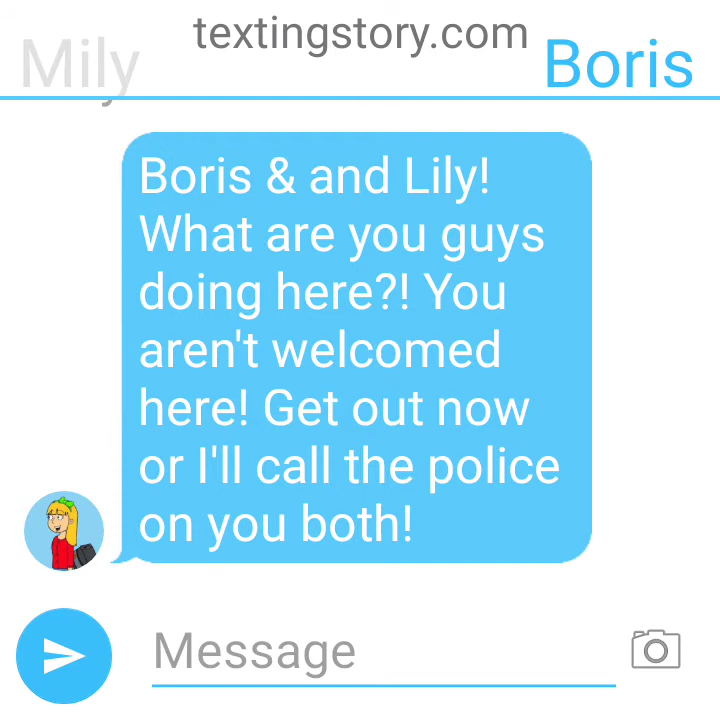 textingstory.com
Mily
Boris
Boris & and Lily!
What are you guys
doing here?! You
aren't welcomed
here! Get out now
or I'll call the police
on you both!
Message